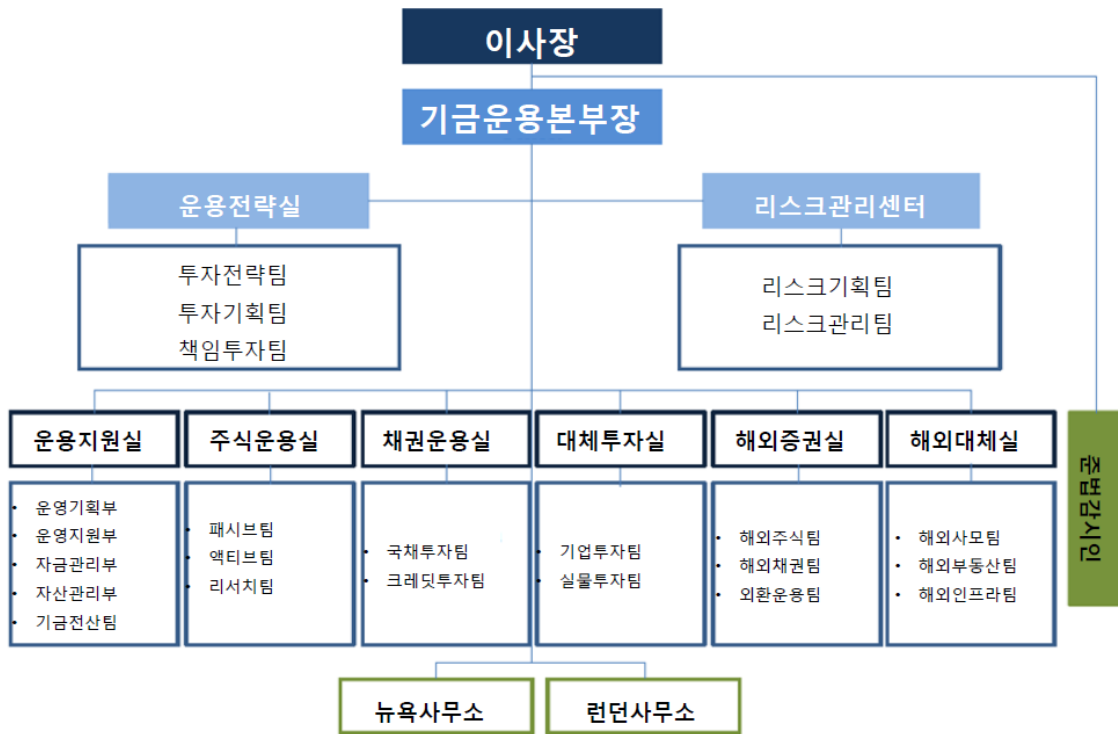 이사장
기금운용본부장
운용전략실
리스크관리센터
투자전략팀
투자기획팀
책임투자팀
리스크기획팀
리스크관리팀
운용지원실
주식운용실
채권운용실
대체투자실
해외증권실
해외대체실
준법감시인
• 운영기획부
• 운영지원부
• 자금관리부
• 자산관리부
• 기금전산팀
• 패시브팀
• 액티브팀
• 리서치팀
• 국채투자팀
• 크레딧투자팀
• 기업투자팀
• 실물투자팀
• 해외주식팀
• 해외채권팀
• 외환운용팀
• 해외사모팀
• 해외부동산팀
• 해외인프라팀
뉴욕사무소
런던사무소